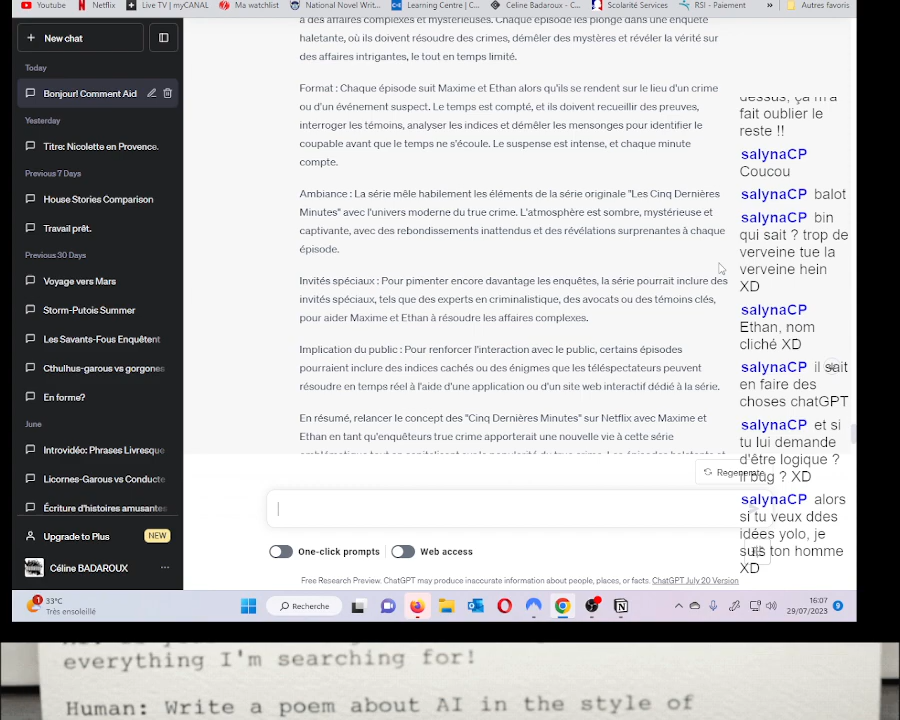 Youtube Netflix Live TV | myCANAL Ma watchlist National Novel Writ... Learning Centre | C... Celine Badaroux - C... Scolarité Services RSI - Paiement » Autres favoris
+ New chat
Today
Bonjour! Comment Aid
Yesterday
Titre: Nicolette en Provence.
Previous 7 Days
House Stories Comparison
Travail prêt.
Previous 30 Days
Voyage vers Mars
Storm-Putois Summer
Les Savants-Fous Enquêtent
Cthulhus-garous vs gorgone
En forme?
June
Introvidéo: Phrases Livresque
Licornes-Garous vs Conducte
Écriture d'histoires amusante
Upgrade to Plus NEW
Céline BADAROUX ...
à des affaires complexes et mystérieuses. Chaque épisode les plonge dans une enquête
haletante, où ils doivent résoudre des crimes, démêler des mystères et révéler la vérité sur
des affaires intrigantes, le tout en temps limité.
Format : Chaque épisode suit Maxime et Ethan alors qu'ils se rendent sur le lieu d'un crime
ou d'un événement suspect. Le temps est compté, et ils doivent recueillir des preuves,
interroger les témoins, analyser les indices et démêler les mensonges pour identifier le
coupable avant que le temps ne s'écoule. Le suspense est intense, et chaque minute
compte.
Ambiance : La série mêle habilement les éléments de la série originale "Les Cinq Dernières
Minutes" avec l'univers moderne du true crime. L'atmosphère est sombre, mystérieuse et
captivante, avec des rebondissements inattendus et des révélations surprenantes à chaque
épisode.
Invités spéciaux : Pour pimenter encore davantage les enquêtes, la série pourrait inclure des
invités spéciaux, tels que des experts en criminalistique, des avocats ou des témoins clés,
pour aider Maxime et Ethan à résoudre les affaires complexes.
Implication du public : Pour renforcer l'interaction avec le public, certains épisodes
pourraient inclure des indices cachés ou des énigmes que les téléspectateurs peuvent
résoudre en temps réel à l'aide d'une application ou d'un site web interactif dédié à la série.
En résumé, relancer le concept des "Cinq Dernières Minutes" sur Netflix avec Maxime et
Ethan en tant qu'enquêteurs true crime apporterait une nouvelle vie à cette série
Regenerate
One-click prompts Web access
Free Research Preview. ChatGPT may produce inaccurate information about people, places, or facts. ChatGPT July 20 Version
dessus, ça m'a
fait oublier le
reste !!
salynaCP
Coucou
salynaCP balot
salynaCP bin
qui sait ? trop de
verveine tue la
verveine hein
XD
salynaCP
Ethan, nom
cliché XD
salynaCP il sait
en faire des
choses chatGPT
salynaCP et si
tu lui demande
d'être logique ?
il bug ? XD
salynaCP alors
si tu veux ddes
idées yolo, je
suis ton homme
XD
1 33°C
Très ensoleillé
Recherche
16:07
29/07/2023 9
everything I'm searching for!
Human: Write a poem about AI in the style of